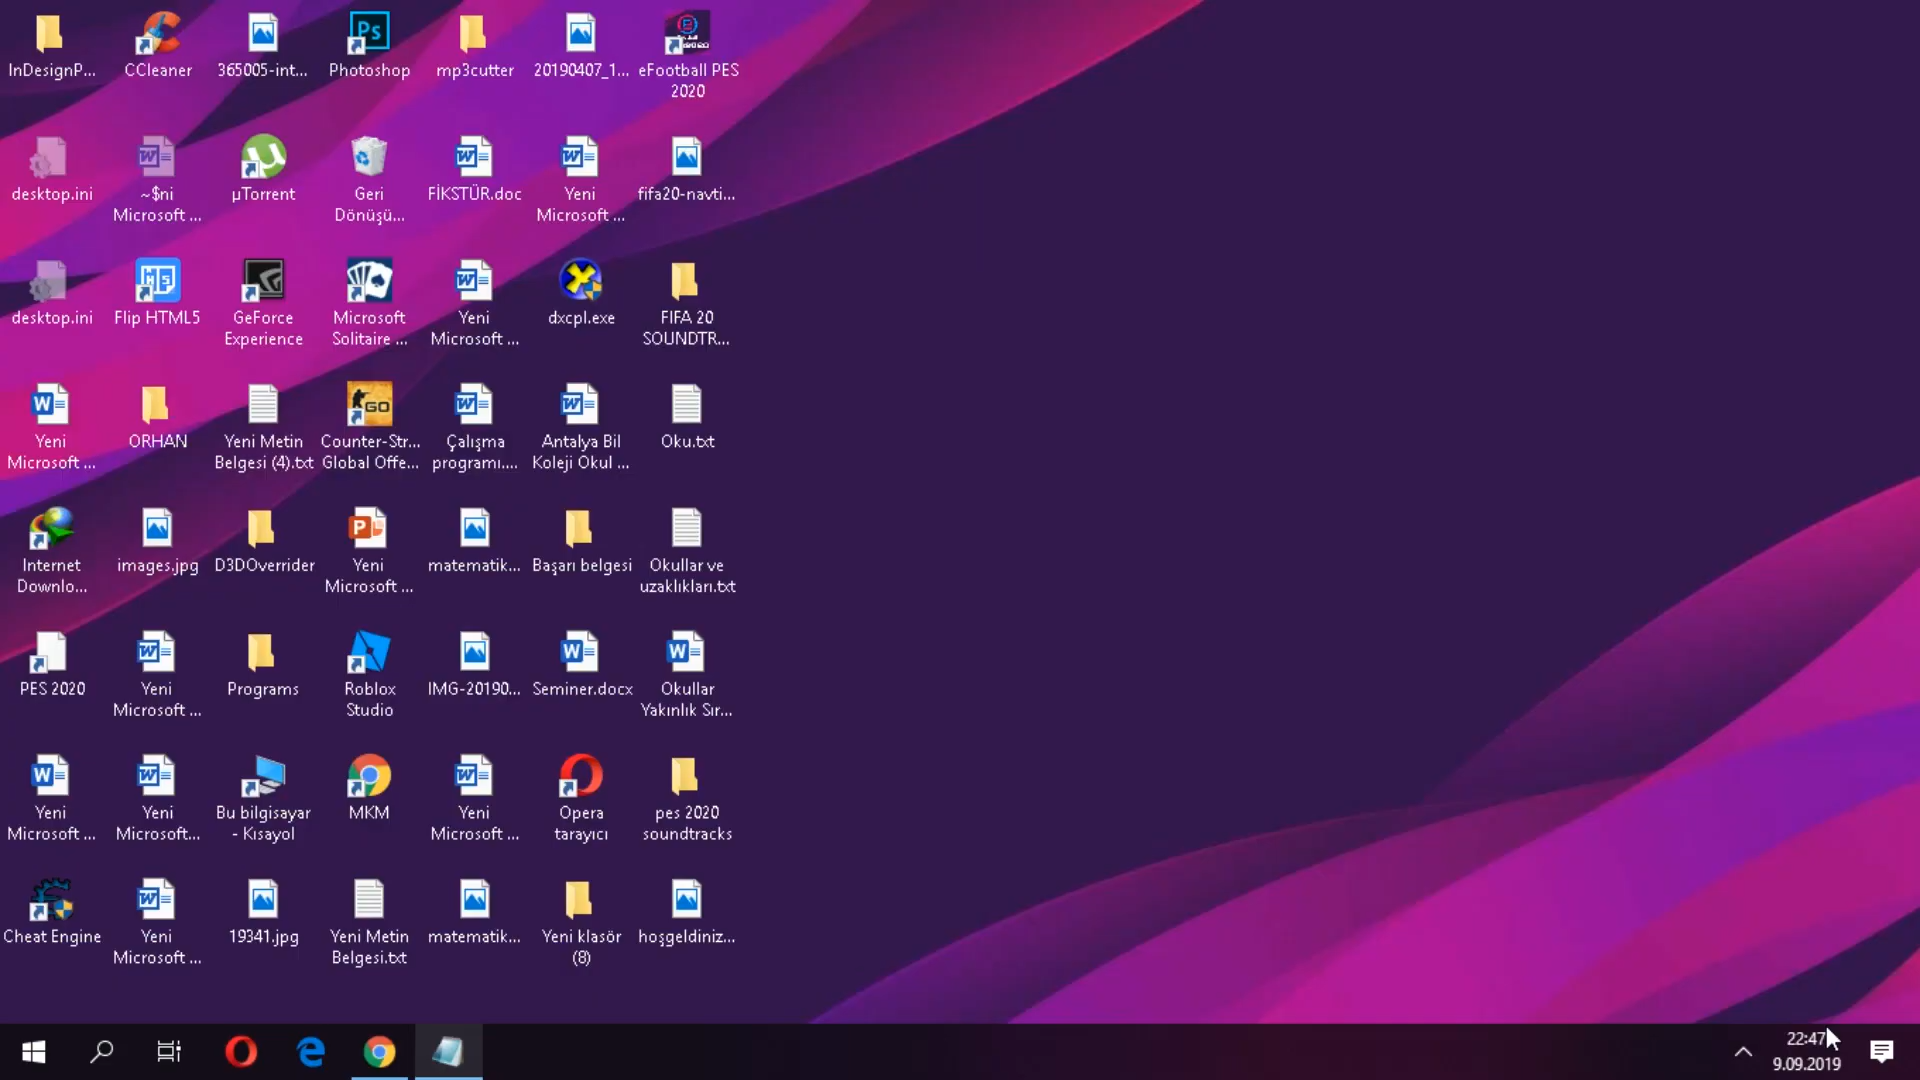 InDesignP...
CCleaner
365005-int...
Photoshop
mp3cutter
20190407_1...
eFootball PES
2020
desktop.ini
~$ni
Microsoft ...
µTorrent
Geri
Dönüşü...
FİKSTÜR.doc
Yeni
Microsoft ...
fifa20-navti...
desktop.ini
Flip HTML5
GeForce
Experience
Microsoft
Solitaire ...
Yeni
Microsoft ...
dxcpl.exe
FIFA 20
SOUNDTR...
Yeni
Microsoft ...
ORHAN
Yeni Metin
Belgesi (4).txt
Counter-Str...
Global Offe...
Çalışma
programı....
Antalya Bil
Koleji Okul ...
Oku.txt
Internet
Downlo...
images.jpg
D3DOverrider
Yeni
Microsoft ...
matematik...
Başarı belgesi
Okullar ve
uzaklıkları.txt
PES 2020
Yeni
Microsoft ...
Programs
Roblox
Studio
IMG-20190...
Seminer.docx
Okullar
Yakınlık Sır...
Yeni
Microsoft ...
Yeni
Microsoft...
Bu bilgisayar
- Kısayol
MKM
Yeni
Microsoft ...
Opera
tarayıcı
pes 2020
soundtracks
Cheat Engine
Yeni
Microsoft ...
19341.jpg
Yeni Metin
Belgesi.txt
matematik...
Yeni klasör
(8)
hoşgeldiniz...
22:47
9.09.2019